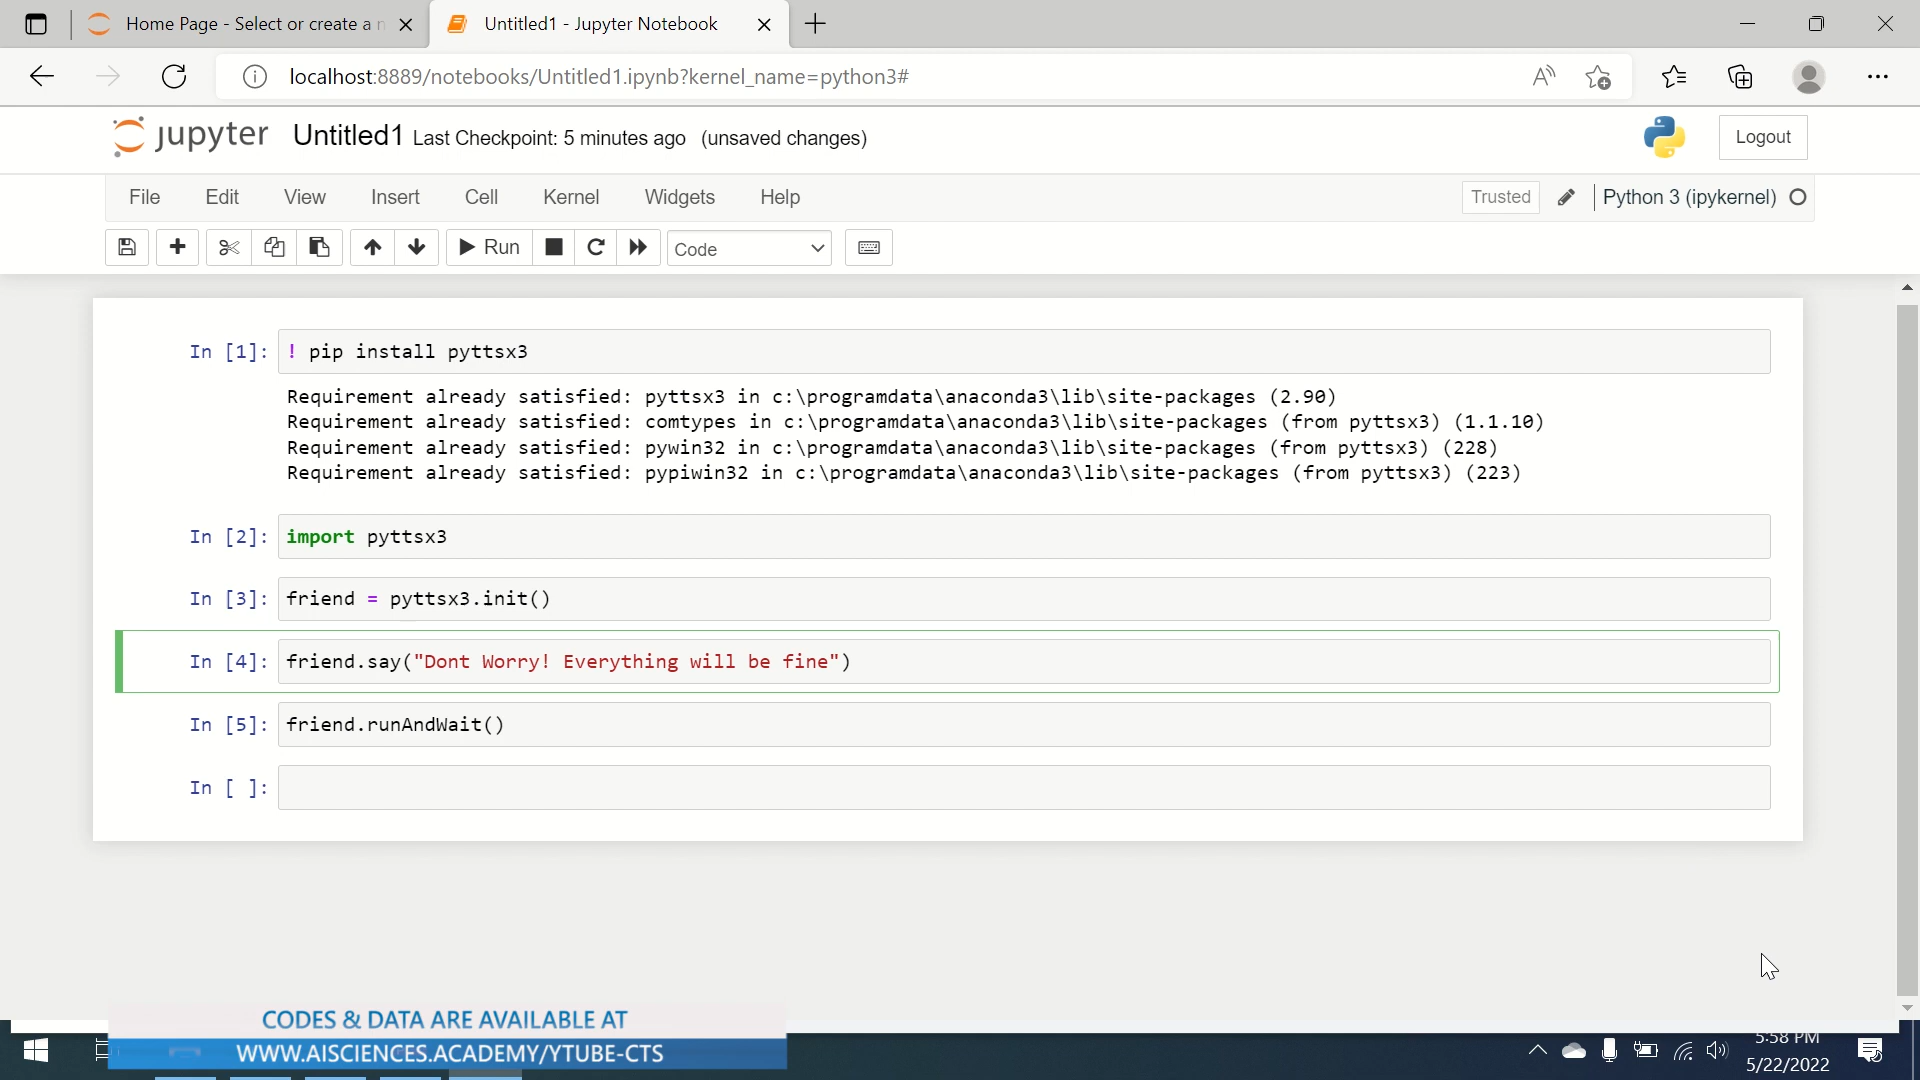 Home Page - Select or create a n
Untitled1 - Jupyter Notebook
localhost:8889/notebooks/Untitled1.ipynb?kernel_name=python3#
jupyter Untitled1 Last Checkpoint: 5 minutes ago (unsaved changes)
Logout
File Edit View Insert Cell Kernel Widgets Help
Trusted Python 3 (ipykernel)
Run Code
In [1]: ! pip install pyttsx3
Requirement already satisfied: pyttsx3 in c:\programdata\anaconda3\lib\site-packages (2.90)
Requirement already satisfied: comtypes in c:\programdata\anaconda3\lib\site-packages (from pyttsx3) (1.1.10)
Requirement already satisfied: pywin32 in c:\programdata\anaconda3\lib\site-packages (from pyttsx3) (228)
Requirement already satisfied: pypiwin32 in c:\programdata\anaconda3\lib\site-packages (from pyttsx3) (223)
In [2]: import pyttsx3
In [3]: friend = pyttsx3.init()
In [4]: friend.say("Dont Worry! Everything will be fine")
In [5]: friend.runAndWait()
In [ ]:
CODES & DATA ARE AVAILABLE AT
WWW.AISCIENCES.ACADEMY/YTUBE-CTS
5:58 PM
5/22/2022